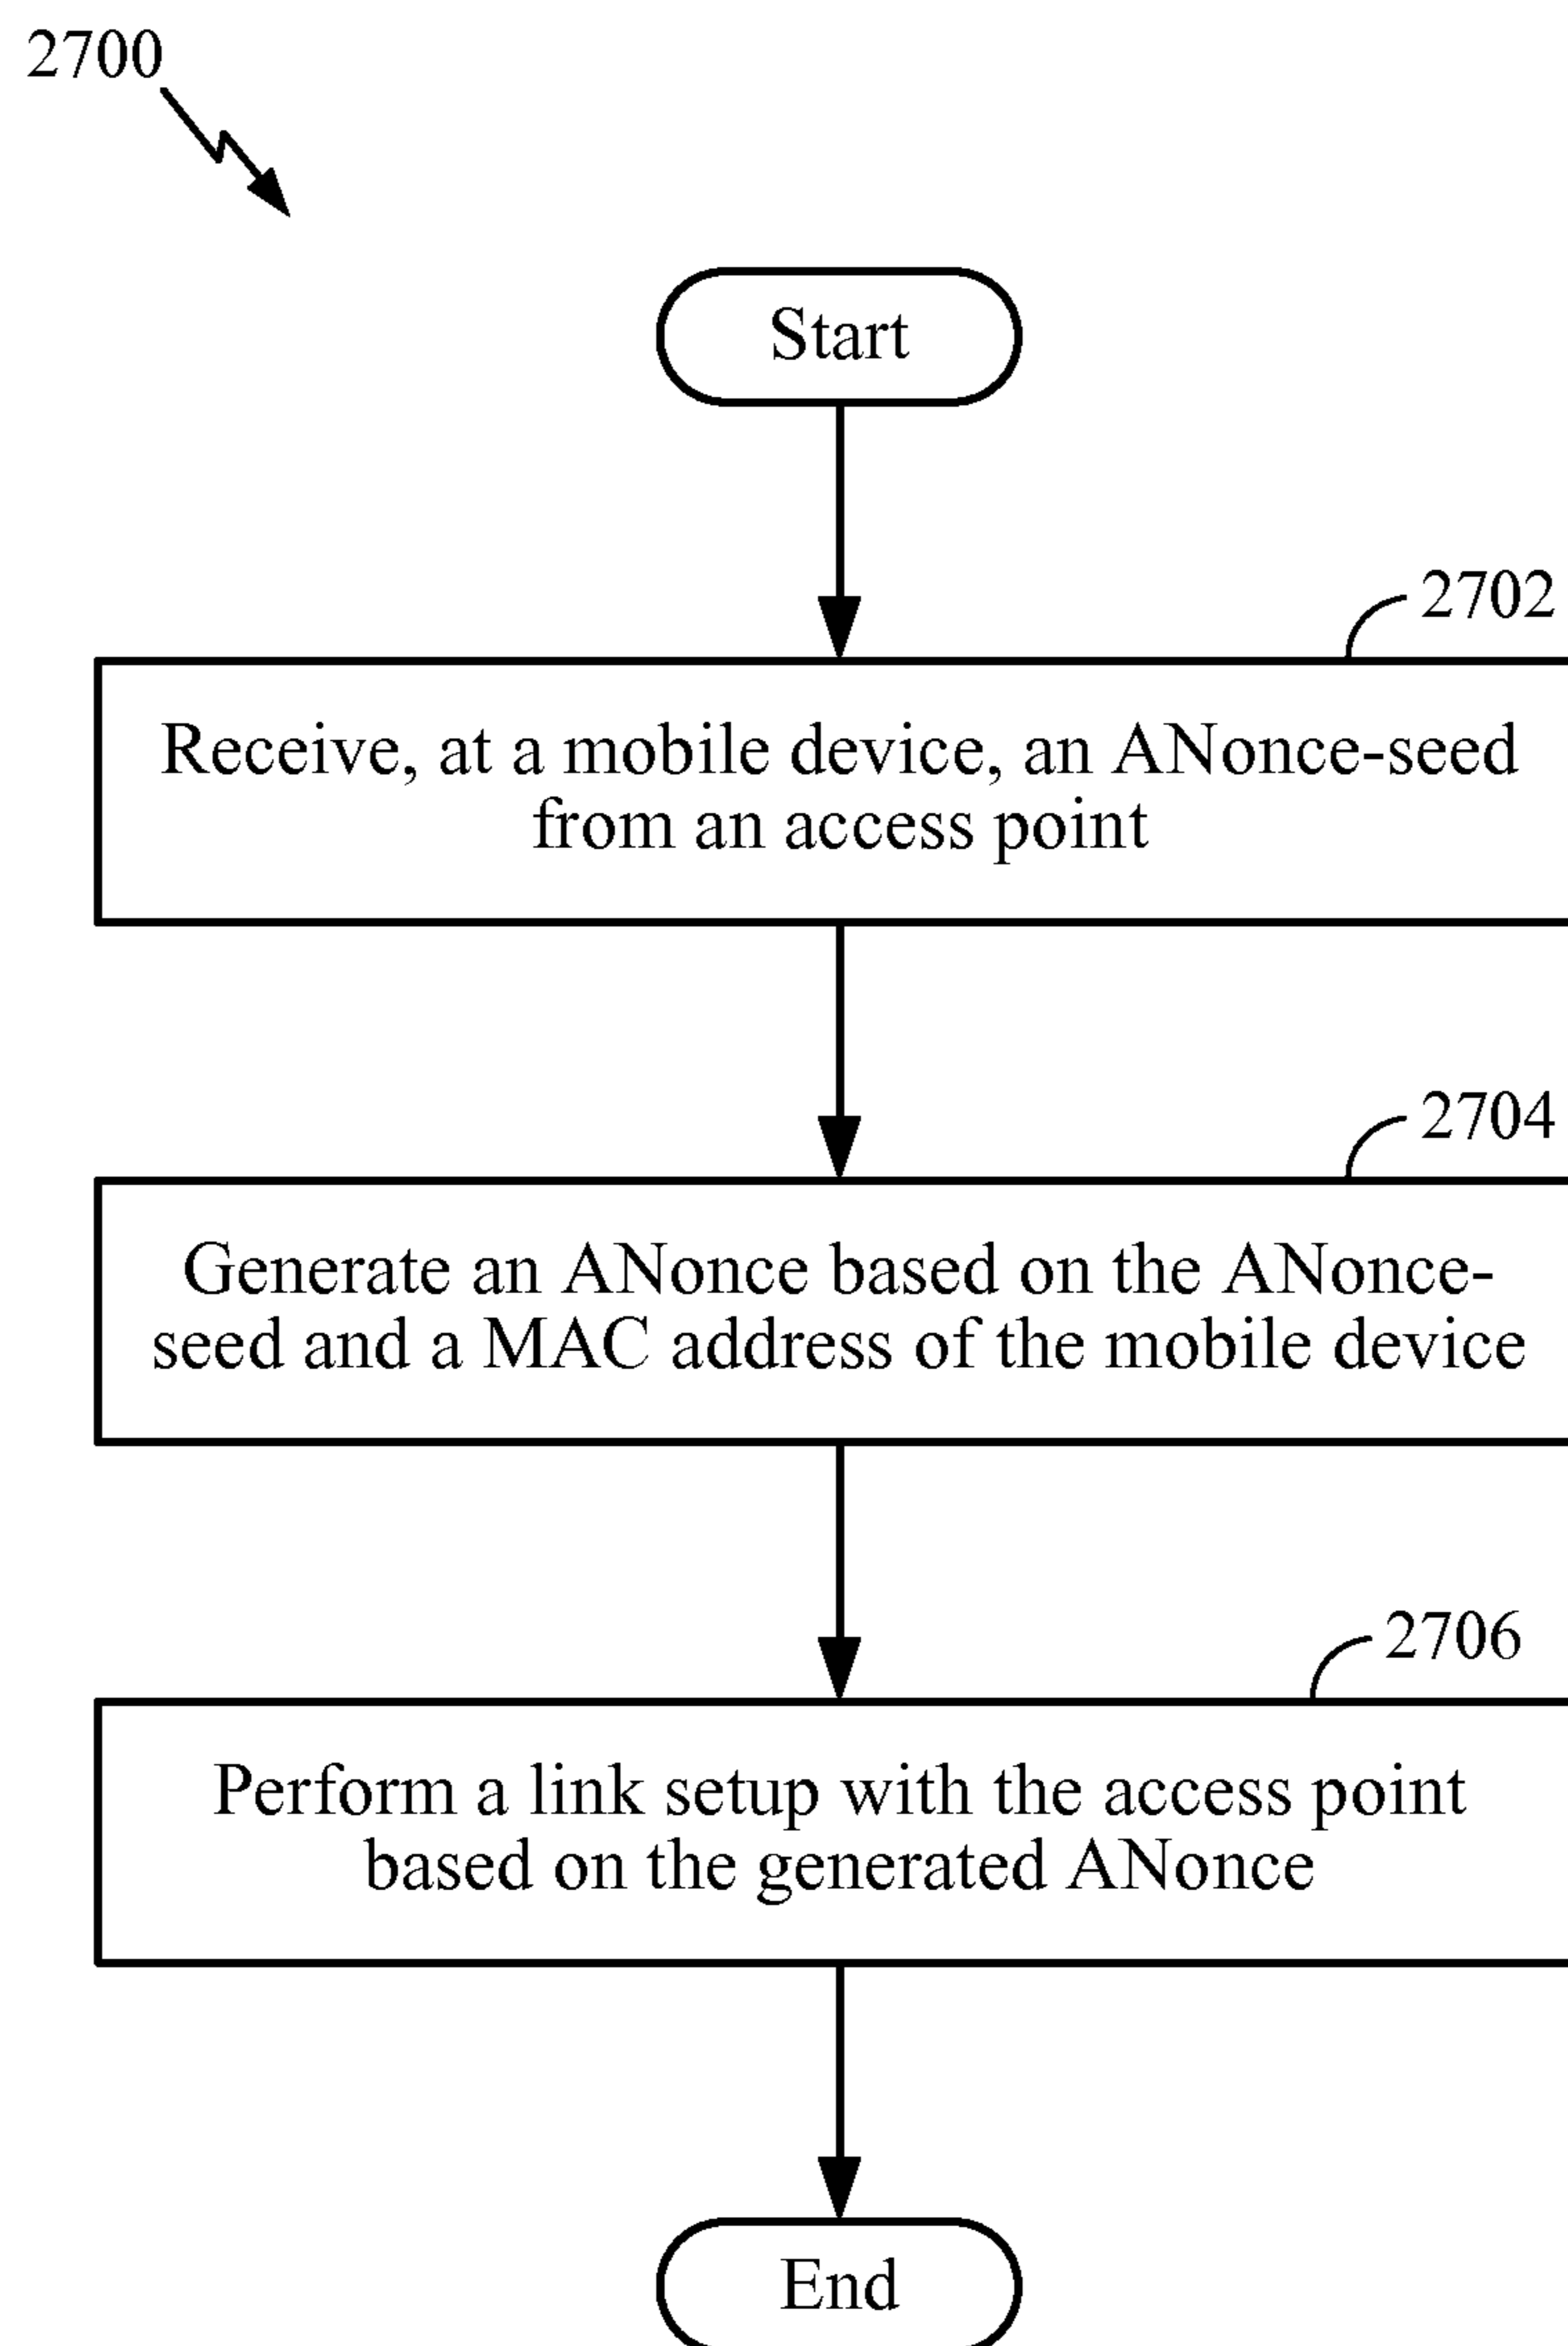 2700
Start
2702
Receive, at a mobile device, an ANonce-seed
from an access point
2704
Generate an ANonce based on the ANonce-
seed and a MAC address of the mobile device
2706
Perform a link setup with the access point
based on the generated ANonce
End